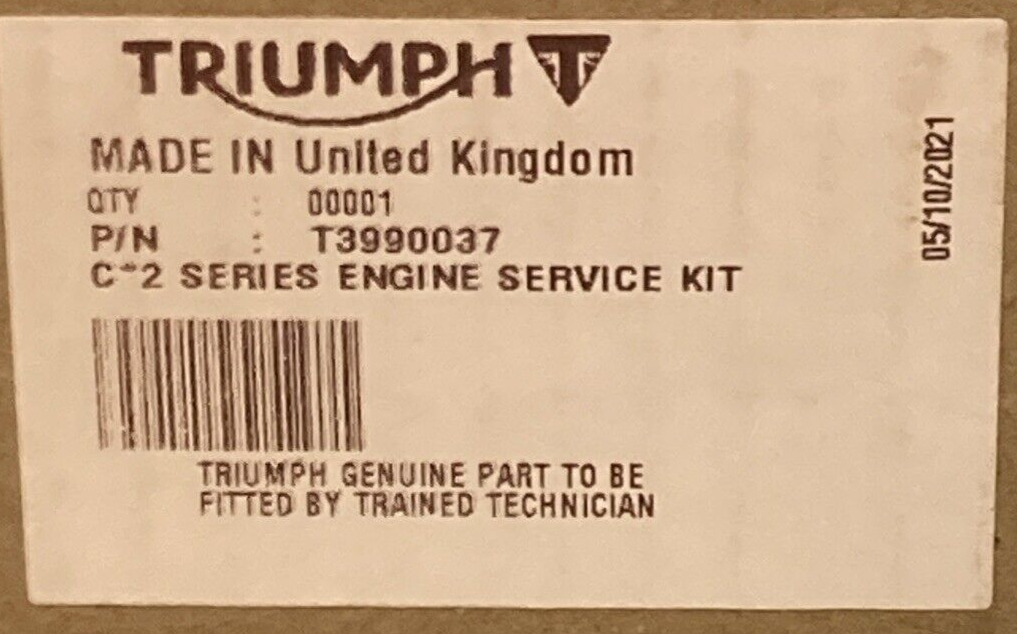 TRIUMPH T
MADE IN United Kingdom
QTY : 00001
P/N : T3990037
C*2 SERIES ENGINE SERVICE KIT
TRIUMPH GENUINE PART TO BE
FITTED BY TRAINED TECHNICIAN
05/10/2021